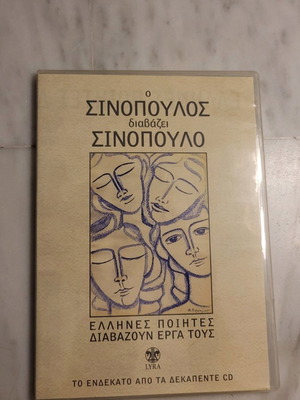 ο
ΣΙΝΟΠΟΥΛΟΣ
διαβάζει
ΣΙΝΟΠΟΥΛΟ
ΕΛΛΗΝΕΣ ΠΟΙΗΤΕΣ
ΔΙΑΒΑΖΟΥΝ ΕΡΓΑ ΤΟΥΣ
LYRA
ΤΟ ΕΝΔΕΚΑΤΟ ΑΠΟ ΤΑ ΔΕΚΑΠΕΝΤΕ CD